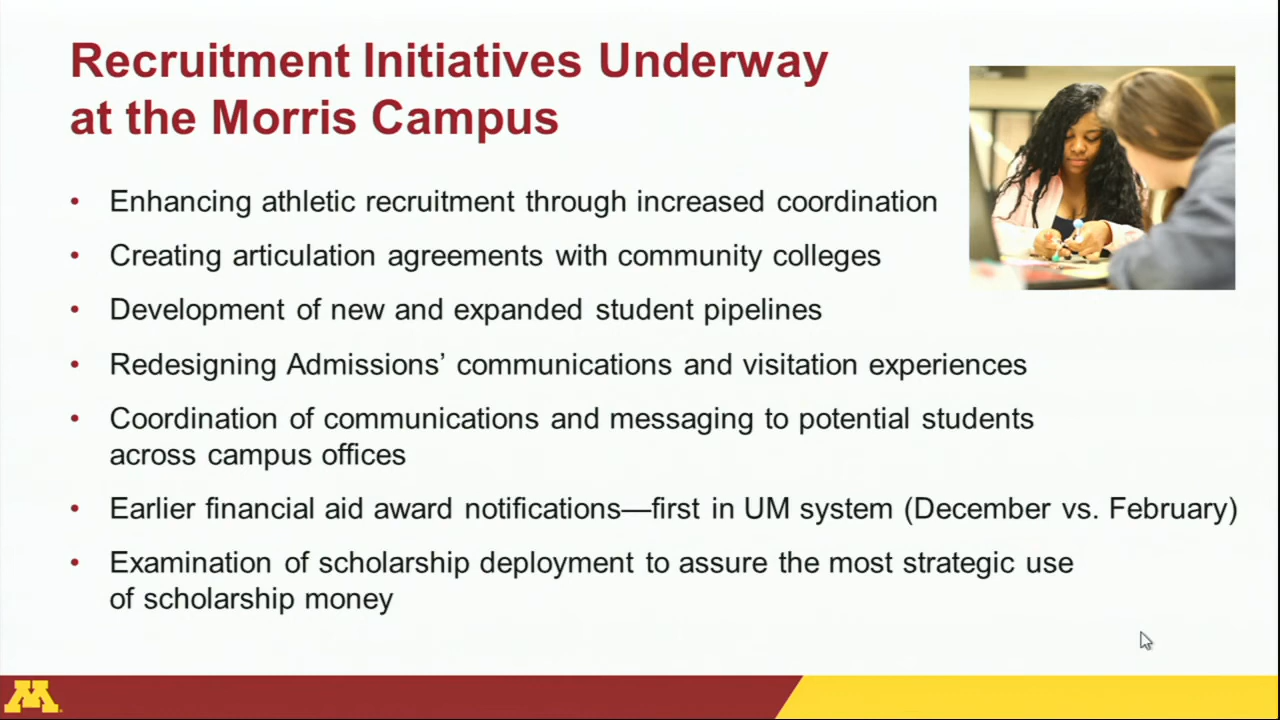 Recruitment Initiatives Underway
at the Morris Campus
• Enhancing athletic recruitment through increased coordination
• Creating articulation agreements with community colleges
• Development of new and expanded student pipelines
• Redesigning Admissions’ communications and visitation experiences
• Coordination of communications and messaging to potential students
across campus offices
• Earlier financial aid award notifications—first in UM system (December vs. February)
• Examination of scholarship deployment to assure the most strategic use
of scholarship money
M